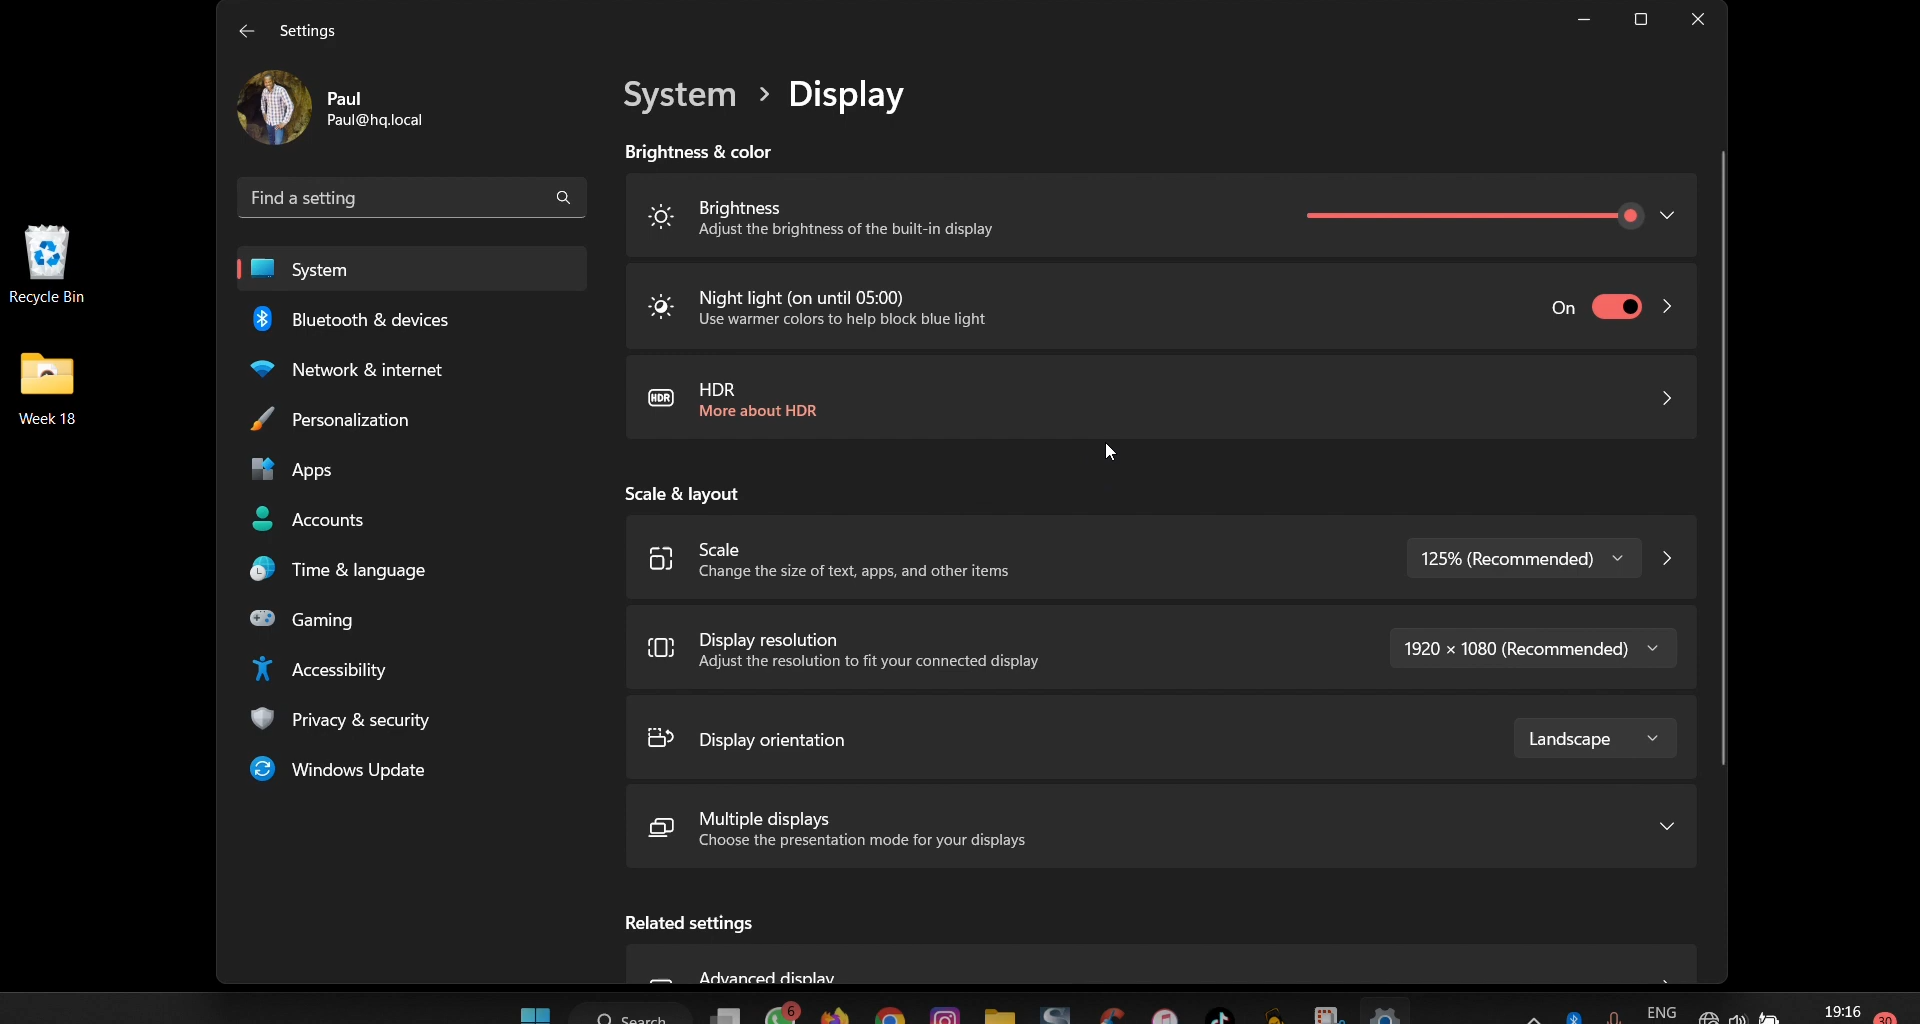 Settings
Paul
Paul@hq.local
Find a setting
System
Bluetooth & devices
Network & internet
Personalization
Apps
Accounts
Time & language
Gaming
Accessibility
Privacy & security
Windows Update
Recycle Bin
Week 18
System > Display
Brightness & color
Brightness
Adjust the brightness of the built-in display
Night light (on until 05:00)
Use warmer colors to help block blue light
On
HDR
HDR
More about HDR
Scale & layout
Scale
Change the size of text, apps, and other items
125% (Recommended)
Display resolution
Adjust the resolution to fit your connected display
1920 × 1080 (Recommended)
Display orientation
Landscape
Multiple displays
Choose the presentation mode for your displays
Related settings
Advanced display
Search
6
ENG
19:16
30